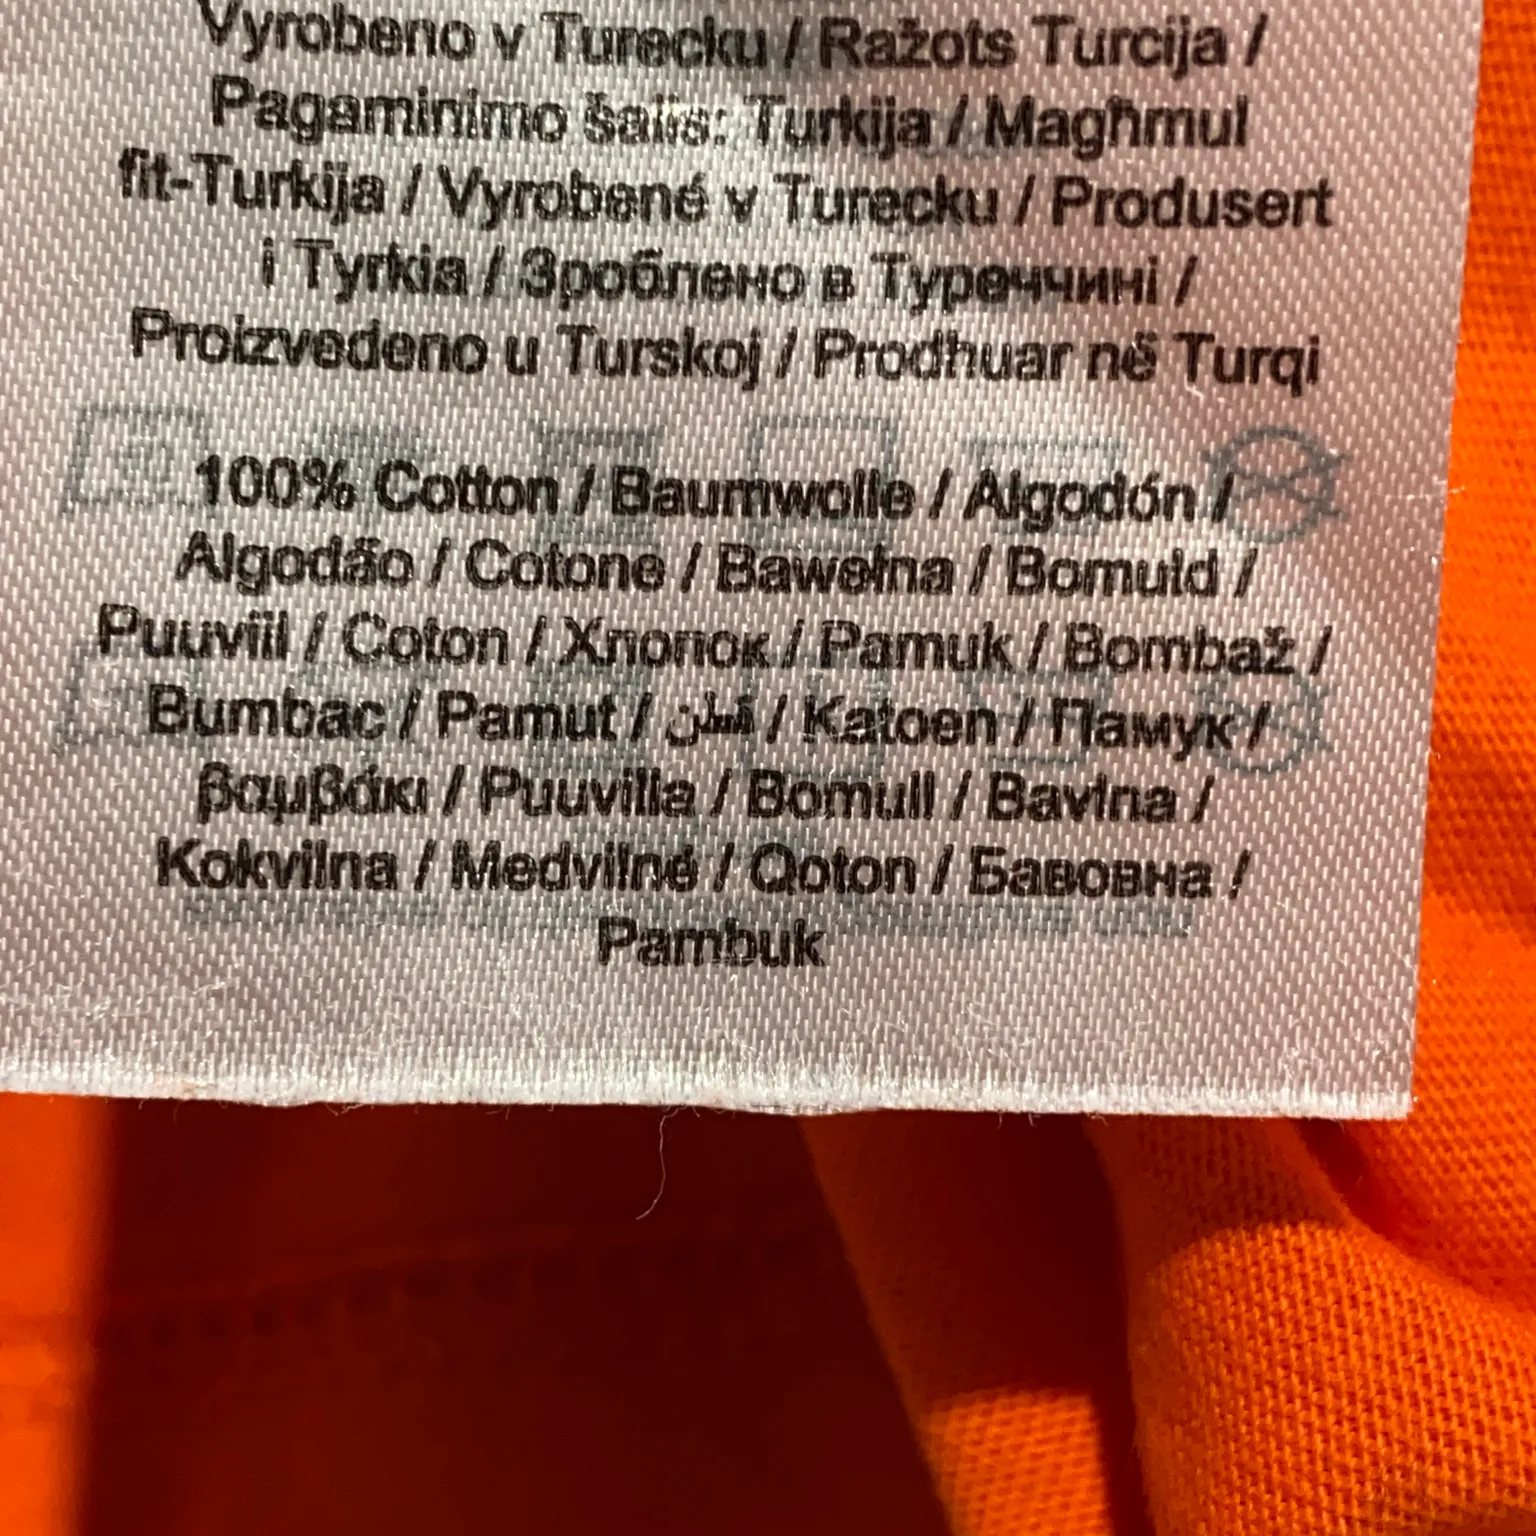 Vyrobeno v Turecku / Ražots Turcija /
Pagaminimo šalis: Turkija / Magħmul
fit-Turkija / Vyrobené v Turecku / Produsert
i Tyrkia / Зроблено в Туреччині /
Proizvedeno u Turskoj / Prodhuar në Turqi
100% Cotton / Baumwolle / Algodón /
Algodão / Cotone / Bawełna / Bomuld /
Puuvill / Coton / Хлопок / Pamuk / Bombaž /
Bumbac / Pamut / قطن / Katoen / Памук /
βαμβάκι / Puuvilla / Bomull / Bavlna /
Kokvilna / Medvilnė / Qoton / Бавовна /
Pambuk